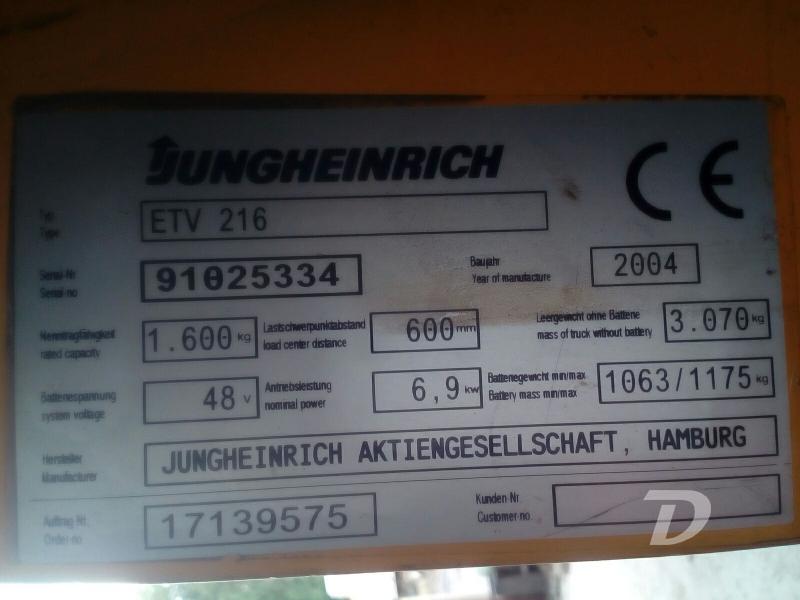 JUNGHEINRICH
CE
Typ
Type
ETV 216
Serial-Nr.
Serial-no
91025334
Baujahr
Year of manufacture
2004
Nenntragfähigkeit
rated capacity
1.600 kg
Lastschwerpunktabstand
load center distance
600 mm
Leergewicht ohne Batterie
mass of truck without battery
3.070 kg
Batteriespannung
system voltage
48 V
Antriebsleistung
nominal power
6,9 kW
Batteriegewicht min/max
Battery mass min/max
1063/1175 kg
Hersteller
Manufacturer
JUNGHEINRICH AKTIENGESELLSCHAFT, HAMBURG
Auftrag Nr.
Order-no
17139575
Kunden Nr.
Customer-no.
D